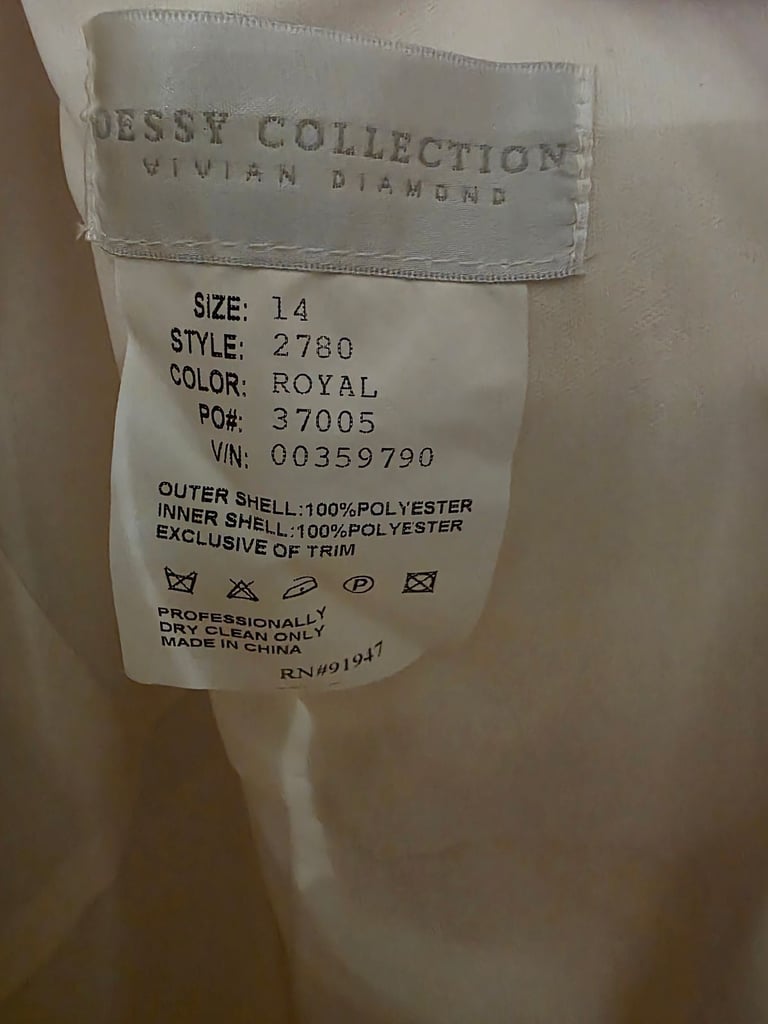 DESSY COLLECTION
VIVIAN DIAMOND
SIZE: 14
STYLE: 2780
COLOR: ROYAL
PO#: 37005
V/N: 00359790
OUTER SHELL:100%POLYESTER
INNER SHELL:100%POLYESTER
EXCLUSIVE OF TRIM
P
PROFESSIONALLY
DRY CLEAN ONLY
MADE IN CHINA
RN#91947